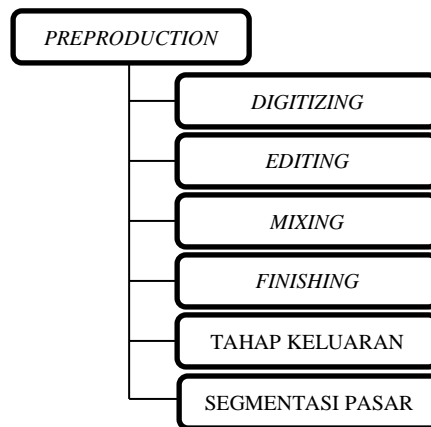 PREPRODUCTION
DIGITIZING
EDITING
MIXING
FINISHING
TAHAP KELUARAN
SEGMENTASI PASAR